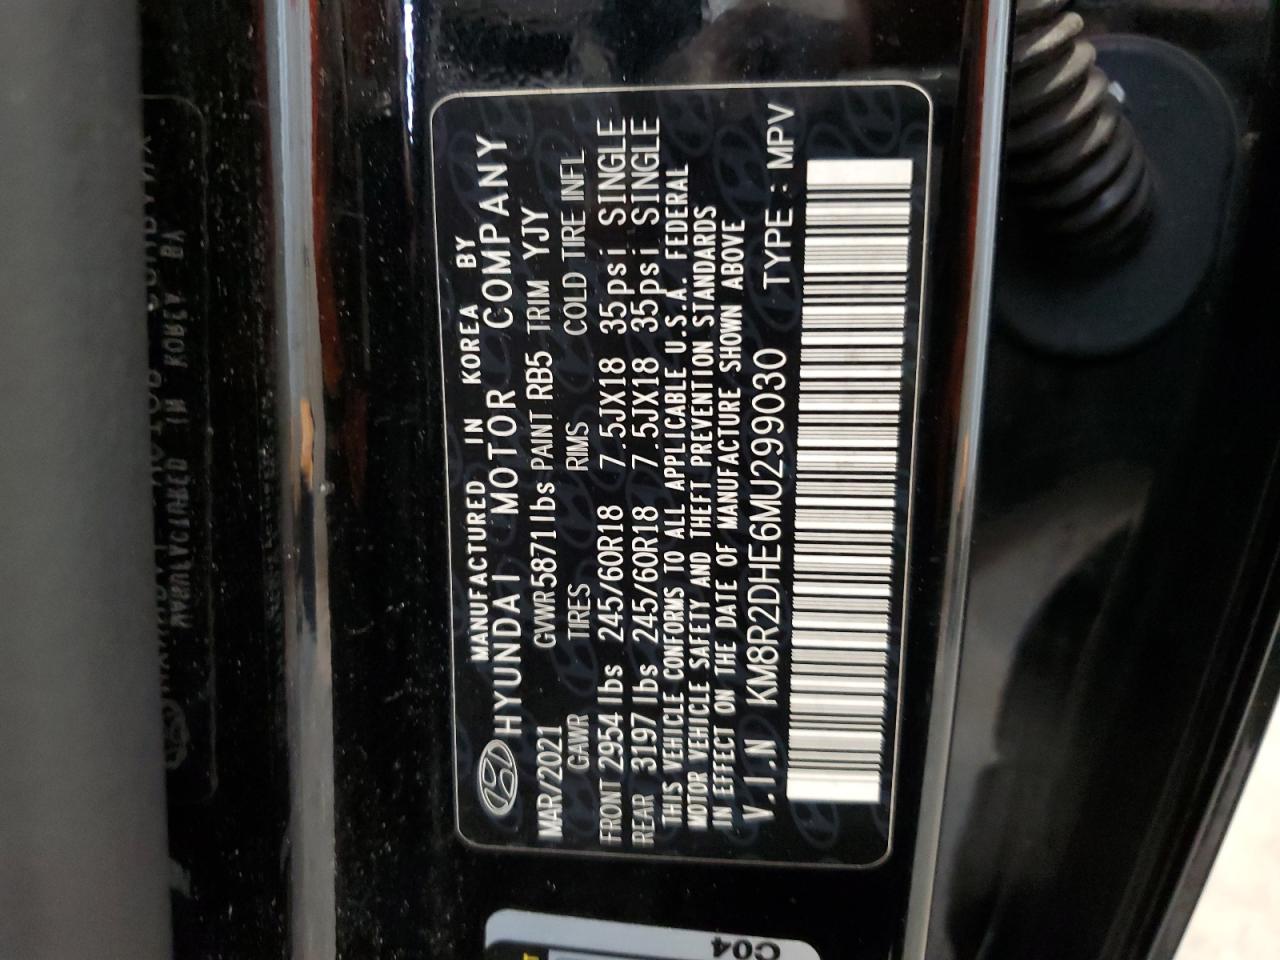 MANUFACTURED IN KOREA BY
HYUNDAI MOTOR COMPANY
MAR/2021 GVWR 5871lbs PAINT RB5 TRIM YJY
GAWR TIRES RIMS COLD TIRE INFL
FRONT 2954 lbs 245/60R18 7.5JX18 35psi SINGLE
REAR 3197 lbs 245/60R18 7.5JX18 35psi SINGLE
THIS VEHICLE CONFORMS TO ALL APPLICABLE U.S.A. FEDERAL
MOTOR VEHICLE SAFETY AND THEFT PREVENTION STANDARDS
IN EFFECT ON THE DATE OF MANUFACTURE SHOWN ABOVE
V.I.N KM8R2DHE6MU299030 TYPE : MPV
C04